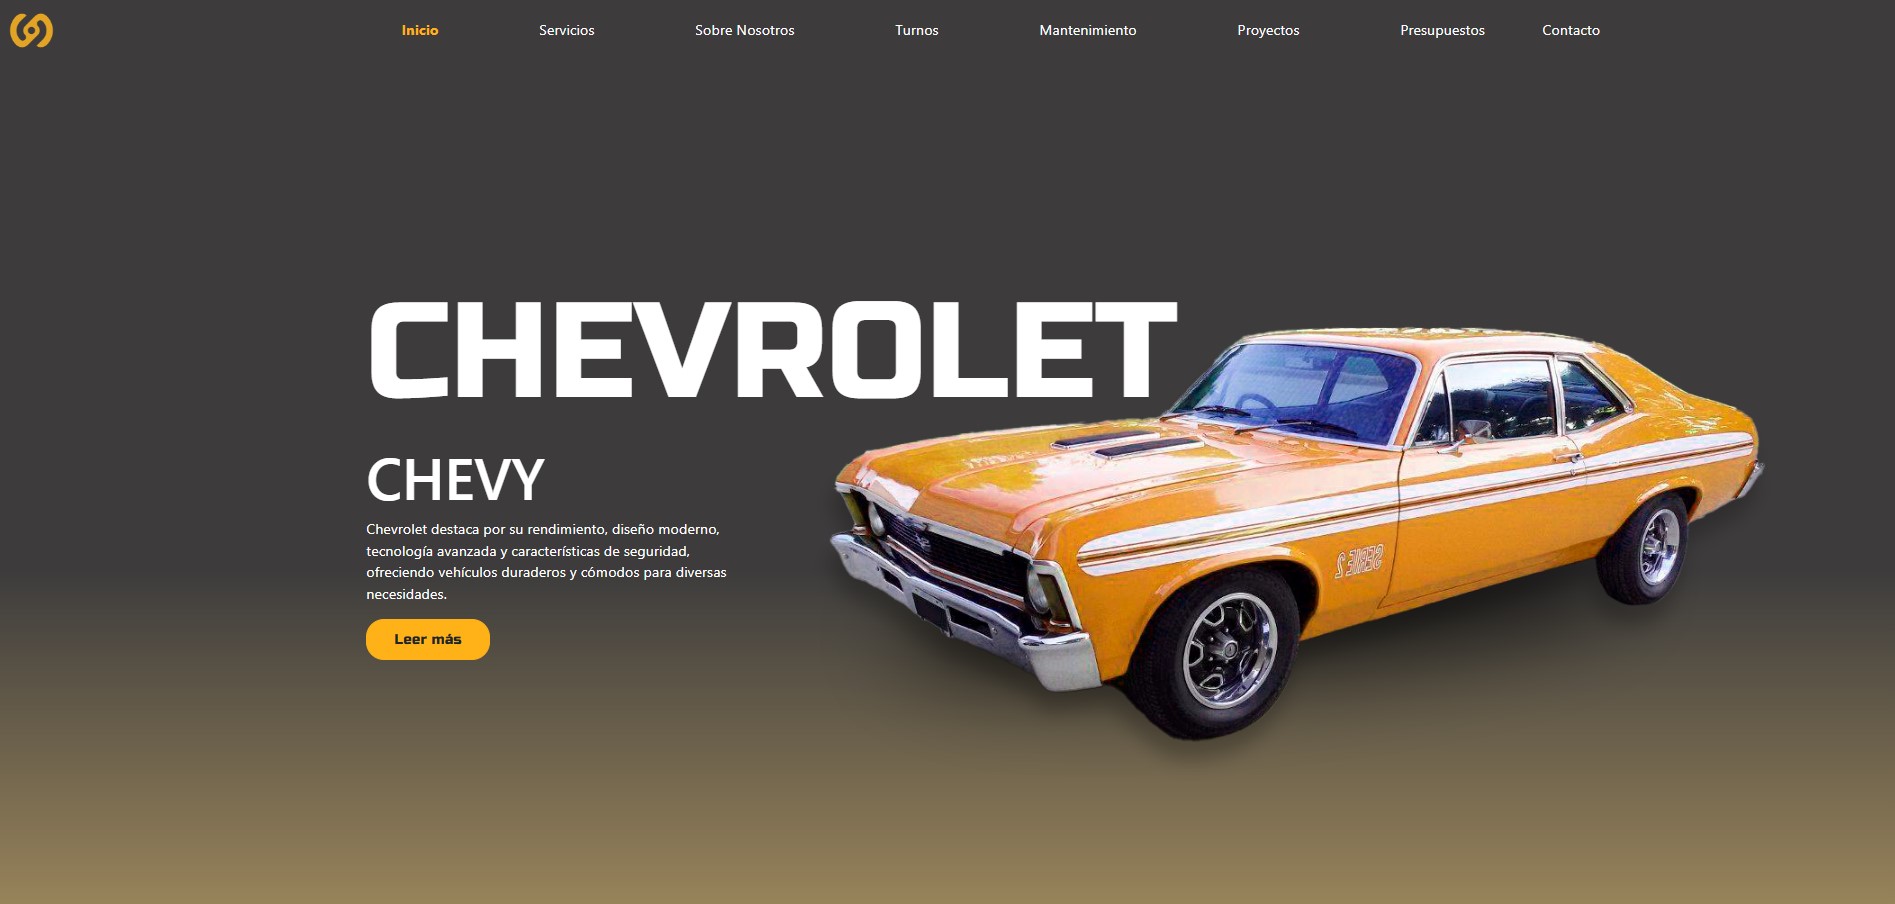 Inicio Servicios Sobre Nosotros Turnos Mantenimiento Proyectos Presupuestos Contacto
CHEVROLET
CHEVY
Chevrolet destaca por su rendimiento, diseño moderno,
tecnología avanzada y características de seguridad,
ofreciendo vehículos duraderos y cómodos para diversas
necesidades.
Leer más
SERIE 2